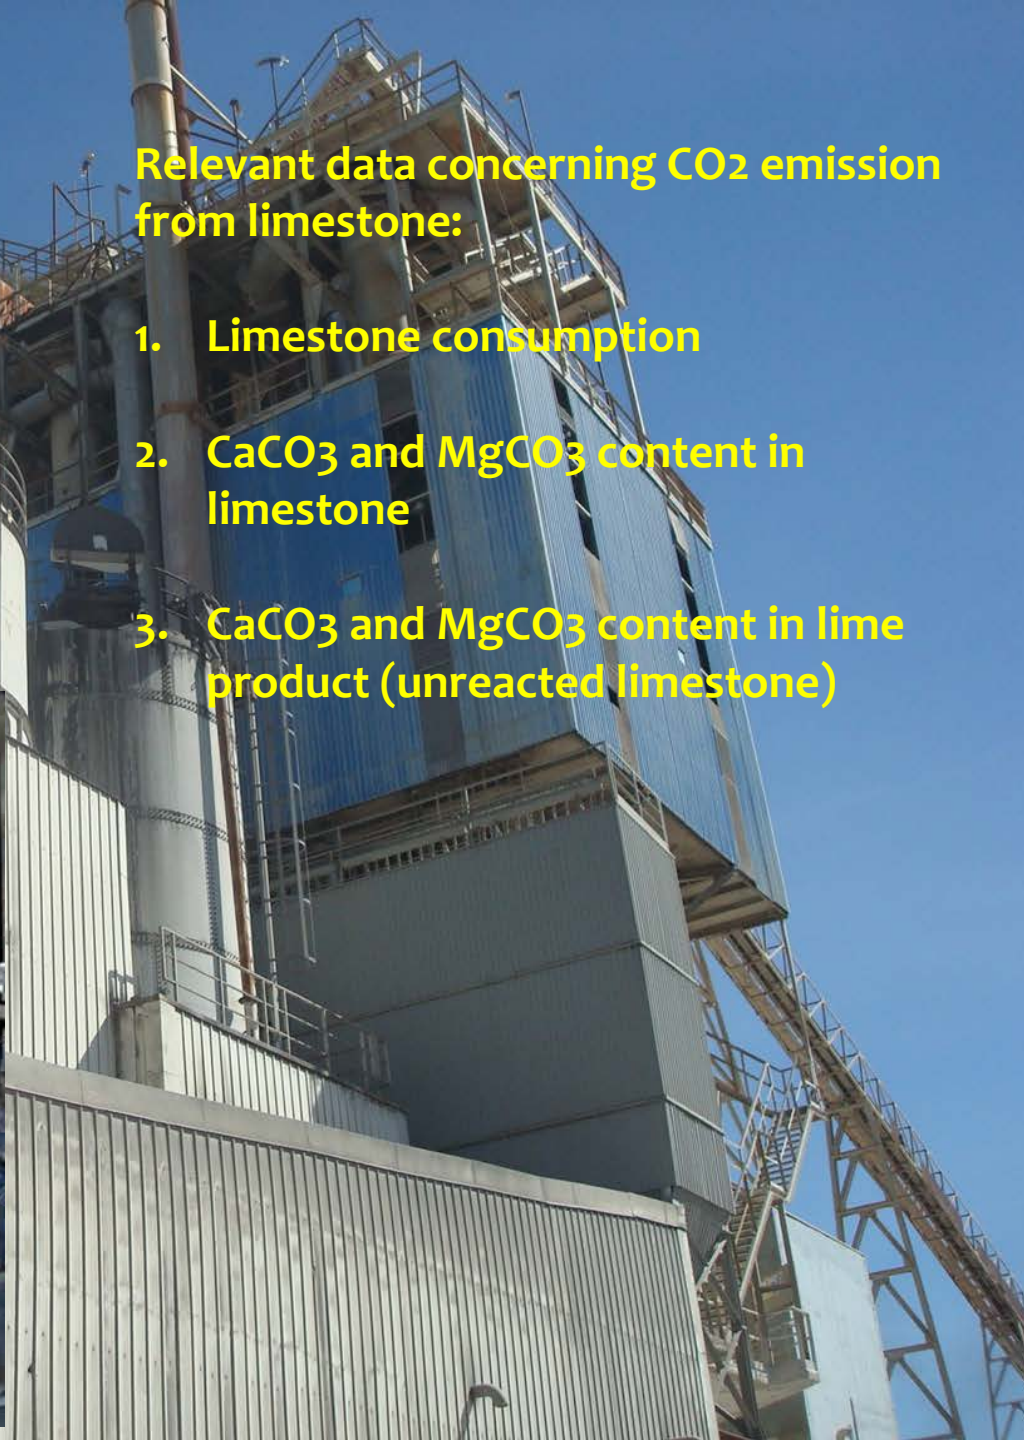 Relevant data concerning CO2 emission
from limestone:
1. Limestone consumption
2. CaCO3 and MgCO3 content in
limestone
3. CaCO3 and MgCO3 content in lime
product (unreacted limestone)